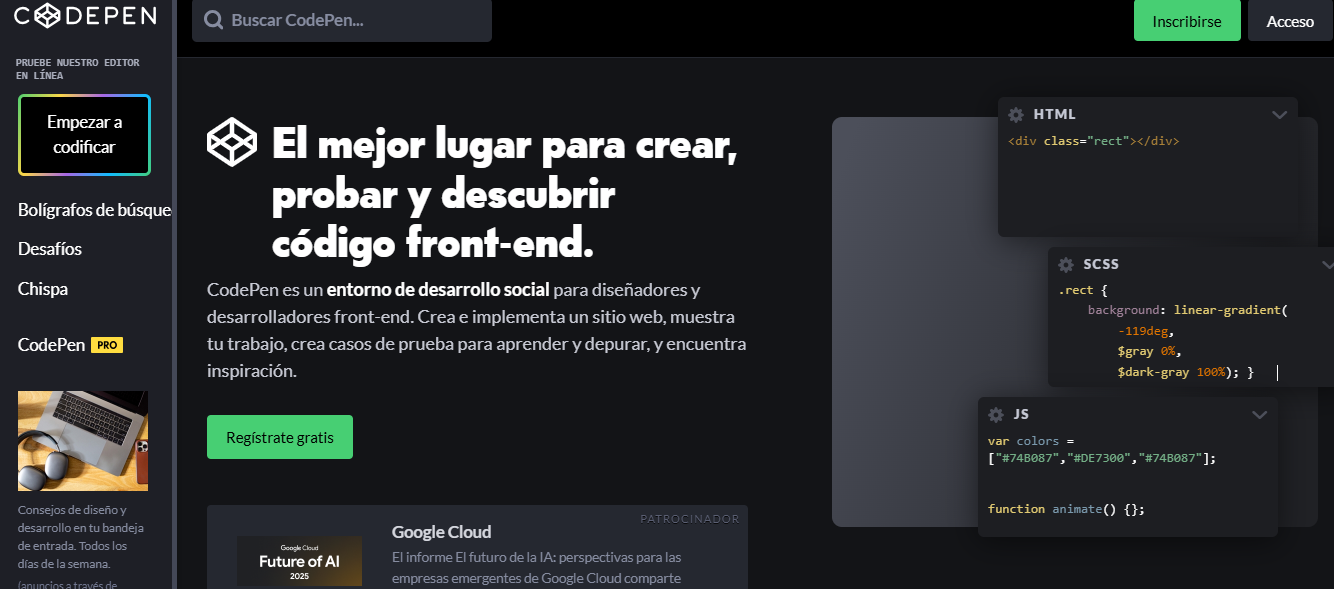 CODEPEN
PRUEBE NUESTRO EDITOR
EN LÍNEA
Empezar a
codificar
Bolígrafos de búsque
Desafíos
Chispa
CodePen PRO
Consejos de diseño y
desarrollo en tu bandeja
de entrada. Todos los
días de la semana.
(anuncios a través de
Buscar CodePen...
Inscribirse
Acceso
El mejor lugar para crear,
probar y descubrir
código front-end.
CodePen es un entorno de desarrollo social para diseñadores y
desarrolladores front-end. Crea e implementa un sitio web, muestra
tu trabajo, crea casos de prueba para aprender y depurar, y encuentra
inspiración.
Regístrate gratis
PATROCINADOR
Google Cloud
Future of AI
2025
Google Cloud
El informe El futuro de la IA: perspectivas para las
empresas emergentes de Google Cloud comparte
HTML
<div class="rect"></div>
SCSS
.rect {
background: linear-gradient(
-119deg,
$gray 0%,
$dark-gray 100%); }
JS
var colors =
["#74B087","#DE7300","#74B087"];
function animate() {};